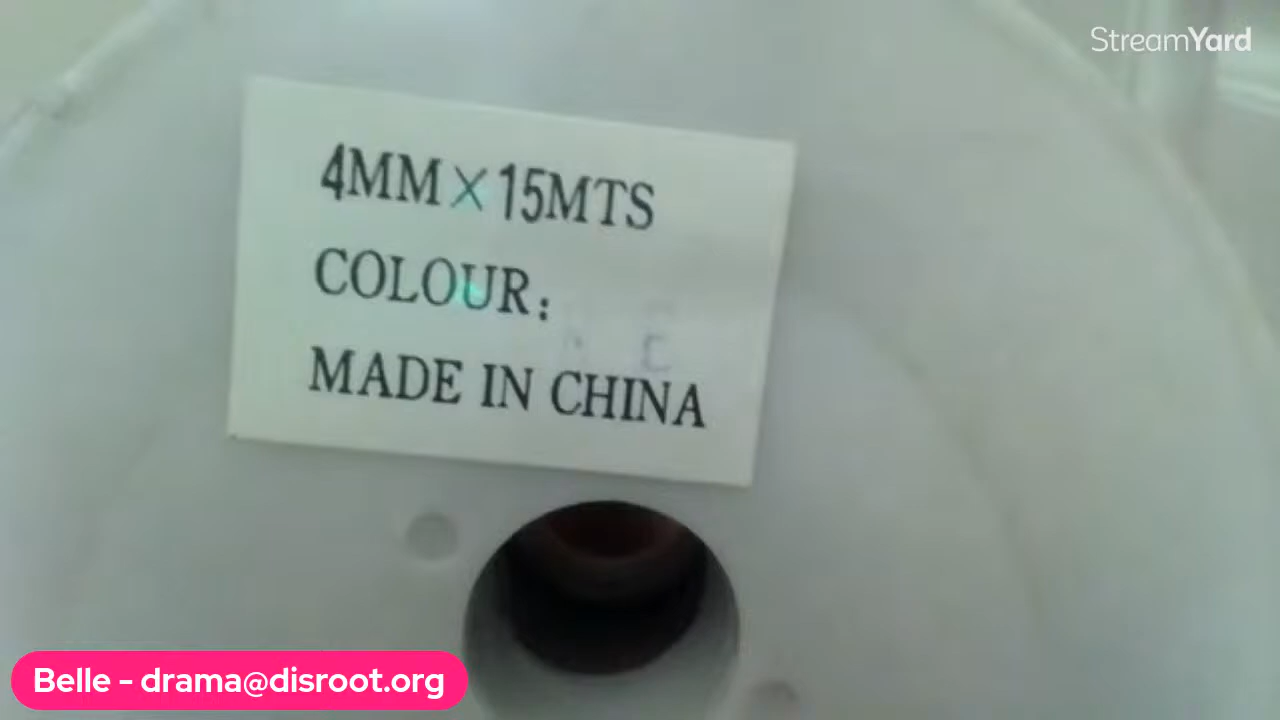 StreamYard
4MM×15MTS
COLOUR:
MADE IN CHINA
Belle - drama@disroot.org